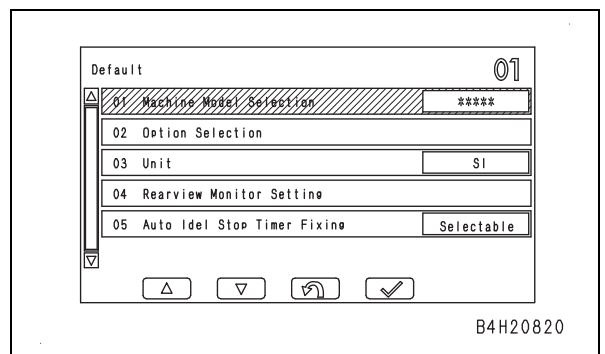 Default 01
01 Machine Model Selection *****
02 Option Selection
03 Unit SI
04 Rearview Monitor Setting
05 Auto Idel Stop Timer Fixing Selectable
B4H20820